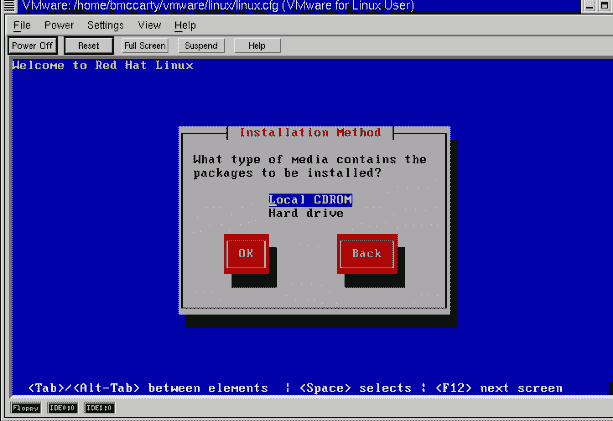 VMware: /home/bmccarty/vmware/linux/linux.cfg (VMware for Linux User)
File Power Settings View Help
Power Off Reset Full Screen Suspend Help
Welcome to Red Hat Linux
Installation Method
What type of media contains the
packages to be installed?
Local CDROM
Hard drive
OK Back
<Tab>/<Alt-Tab> between elements | <Space> selects | <F12> next screen
Floppy IDE0:0 IDE1:0